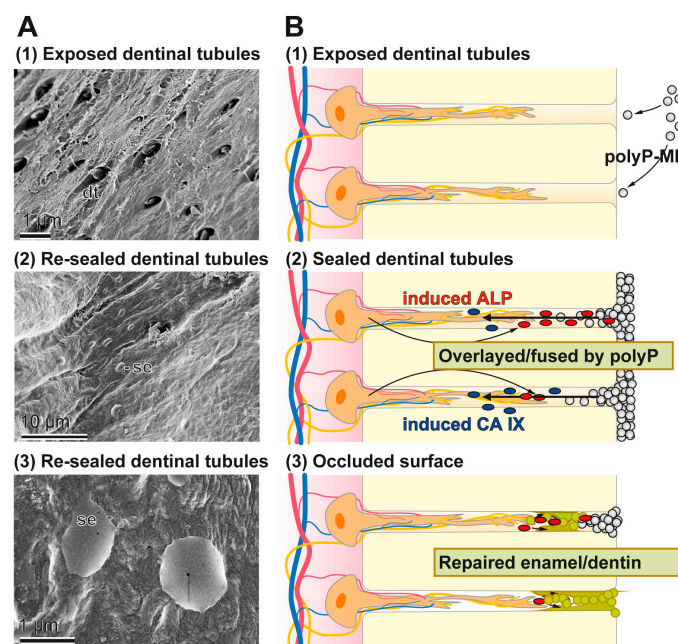 A
B
(1) Exposed dentinal tubules
(1) Exposed dentinal tubules
dt
1 µm
polyP-M
(2) Re-sealed dentinal tubules
(2) Sealed dentinal tubules
induced ALP
se
Overlayed/fused by polyP
10 µm
induced CA IX
(3) Re-sealed dentinal tubules
(3) Occluded surface
se
Repaired enamel/dentin
1 µm